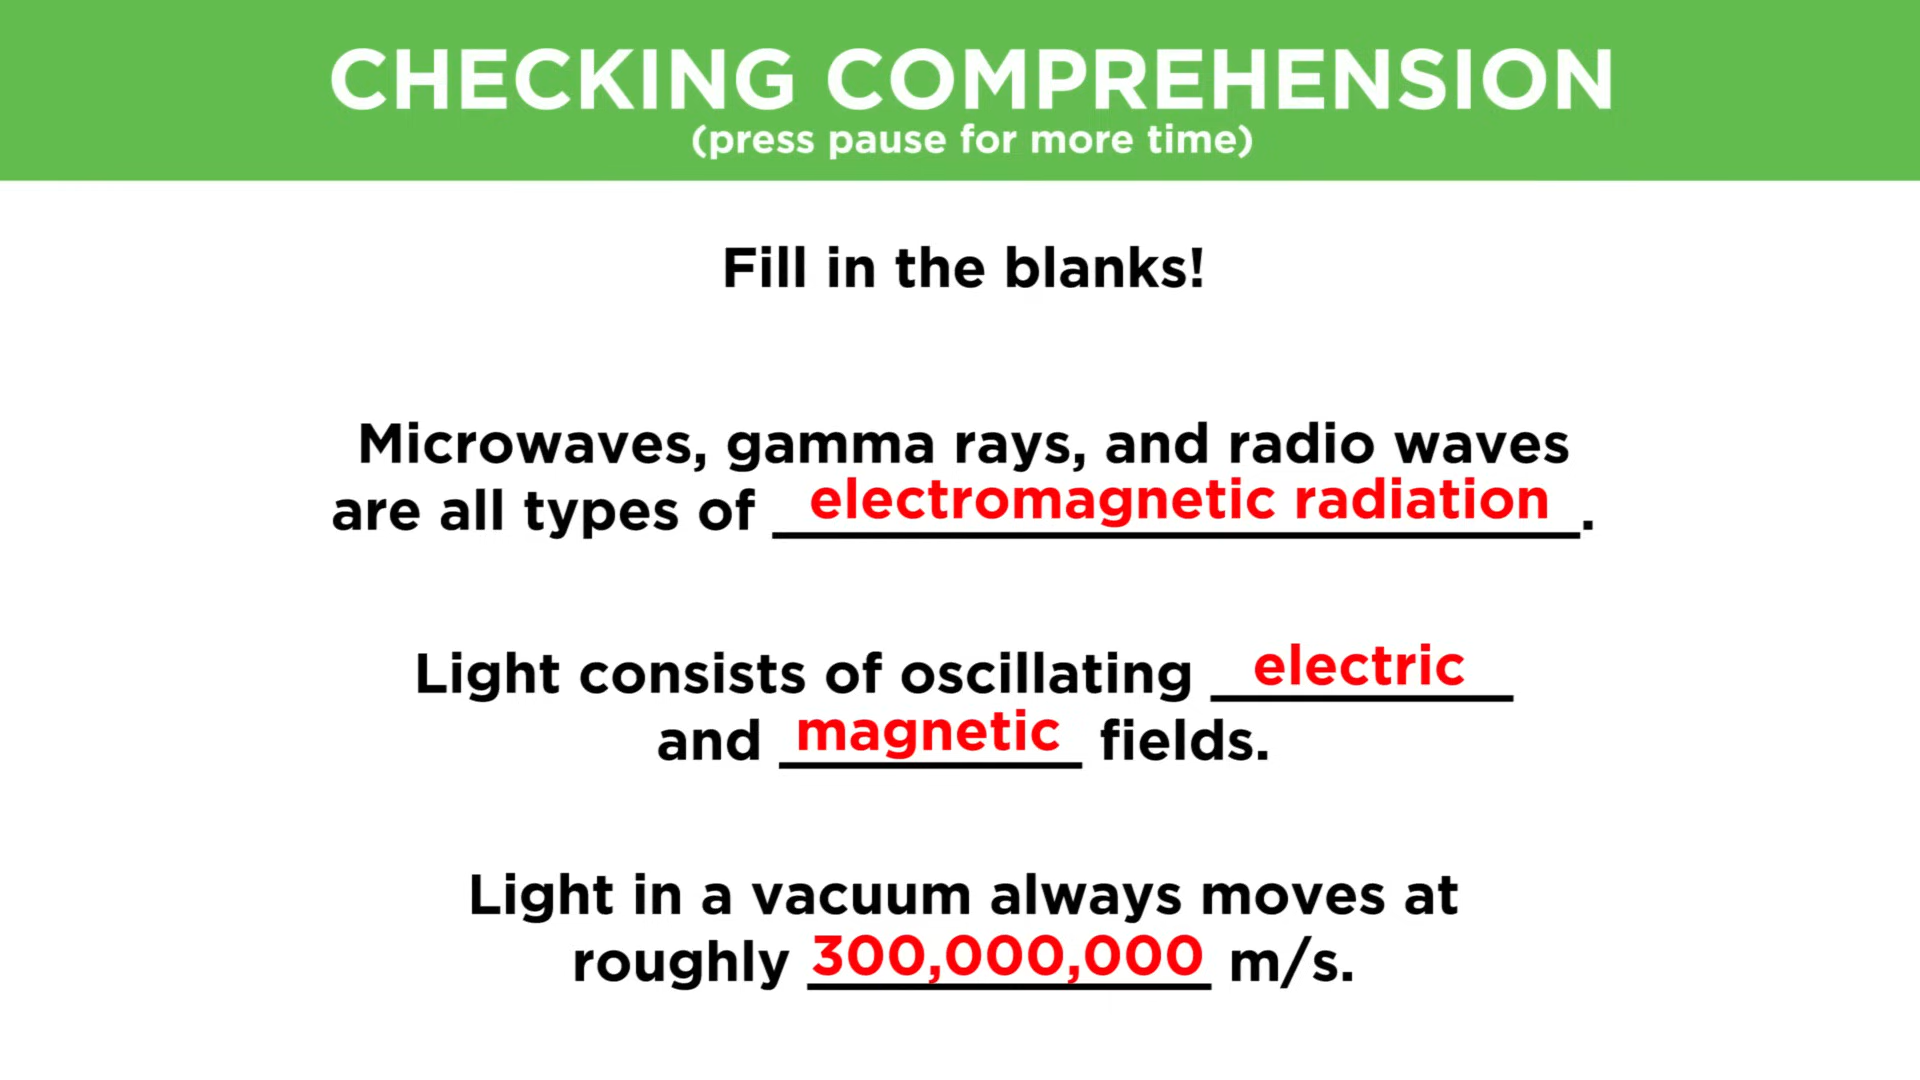 CHECKING COMPREHENSION
(press pause for more time)
Fill in the blanks!
Microwaves, gamma rays, and radio waves
are all types of electromagnetic radiation.
Light consists of oscillating electric
and magnetic fields.
Light in a vacuum always moves at
roughly 300,000,000 m/s.